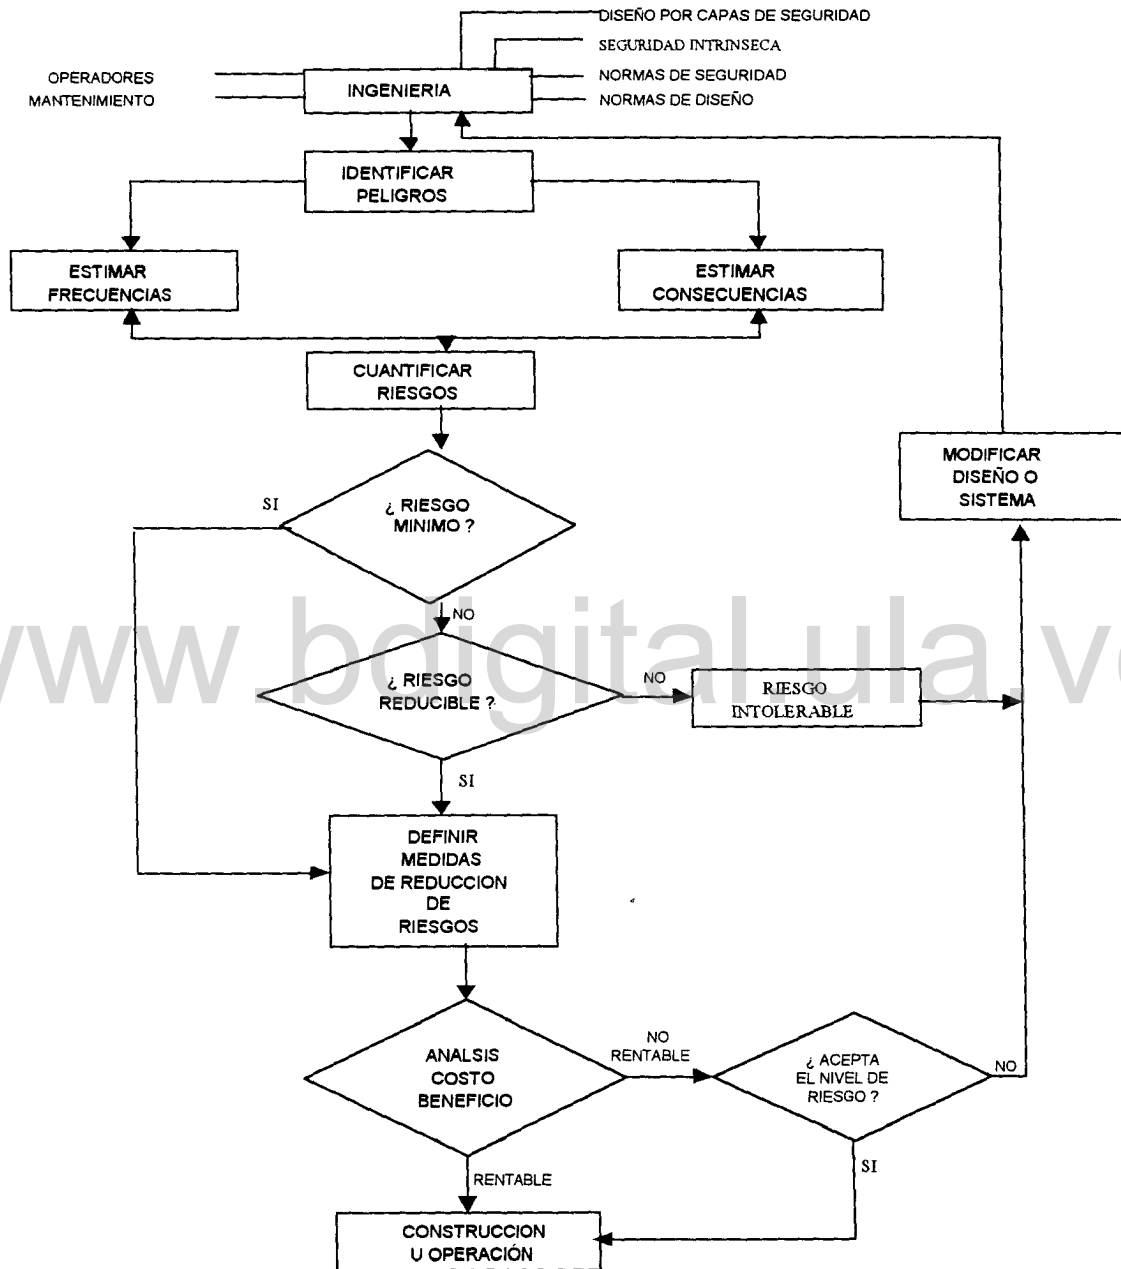 DISEÑO POR CAPAS DE SEGURIDAD
SEGURIDAD INTRINSECA
OPERADORES
MANTENIMIENTO
INGENIERIA
NORMAS DE SEGURIDAD
NORMAS DE DISEÑO
IDENTIFICAR
PELIGROS
ESTIMAR
FRECUENCIAS
ESTIMAR
CONSECUENCIAS
CUANTIFICAR
RIESGOS
MODIFICAR
DISEÑO O
SISTEMA
SI
¿ RIESGO
MINIMO ?
NO
www.bdigital.ula.ve
¿ RIESGO
REDUCIBLE ?
NO
RIESGO
INTOLERABLE
SI
DEFINIR
MEDIDAS
DE REDUCCION
DE
RIESGOS
ANALSIS
COSTO
BENEFICIO
NO
RENTABLE
¿ ACEPTA
EL NIVEL DE
RIESGO ?
NO
SI
RENTABLE
CONSTRUCCION
U OPERACIÓN